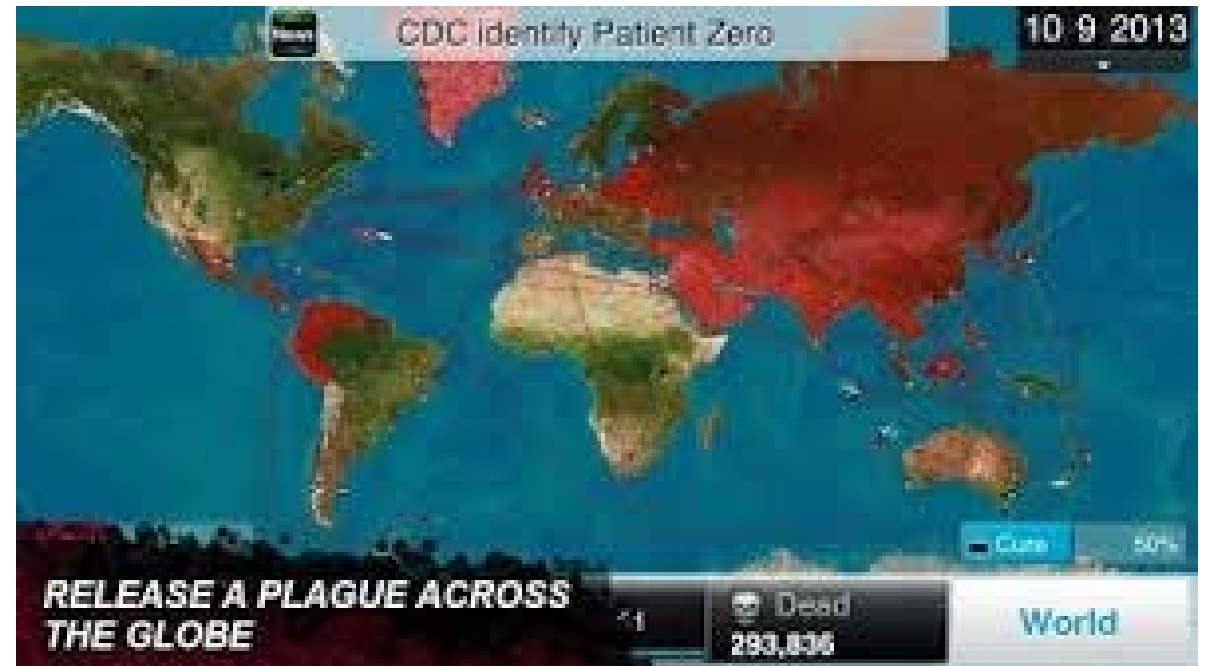 News
CDC identify Patient Zero
10 9 2013
Cure 50%
RELEASE A PLAGUE ACROSS
THE GLOBE
Dead
293,836
World